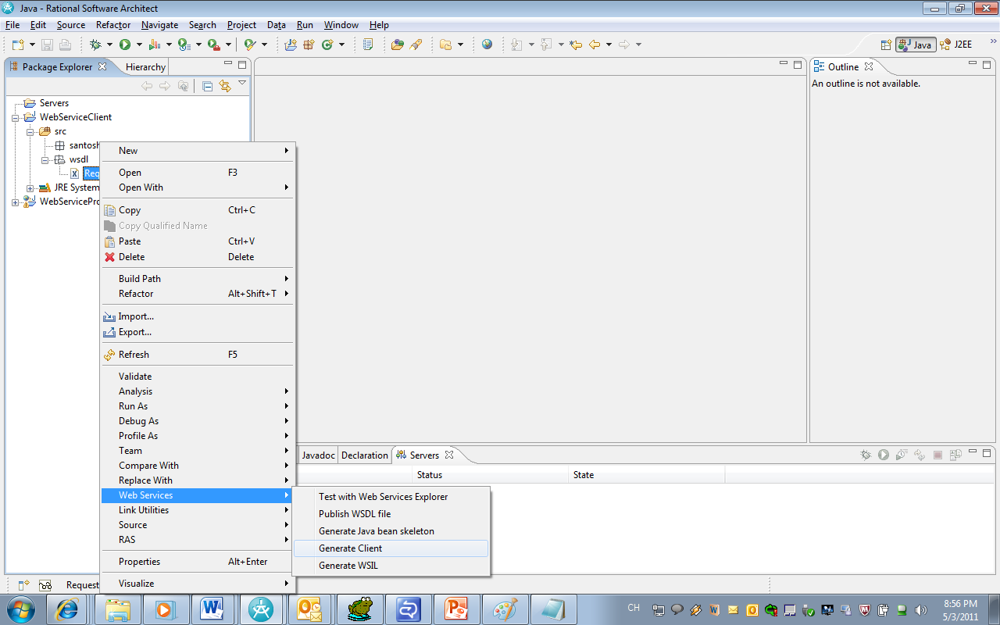 Java - Rational Software Architect
File Edit Source Refactor Navigate Search Project Data Run Window Help
Java J2EE
Package Explorer Hierarchy
Outline
An outline is not available.
Servers
WebServiceClient
src
santosh
wsdl
Req
JRE System
WebServicePro
New
Open F3
Open With
Copy Ctrl+C
Copy Qualified Name
Paste Ctrl+V
Delete Delete
Build Path
Refactor Alt+Shift+T
Import...
Export...
Refresh F5
Validate
Analysis
Run As
Debug As
Profile As
Team
Compare With
Replace With
Web Services
Link Utilities
Source
RAS
Properties Alt+Enter
Visualize
Test with Web Services Explorer
Publish WSDL file
Generate Java bean skeleton
Generate Client
Generate WSIL
Javadoc Declaration Servers
Status State
Request
CH
8:56 PM
5/3/2011